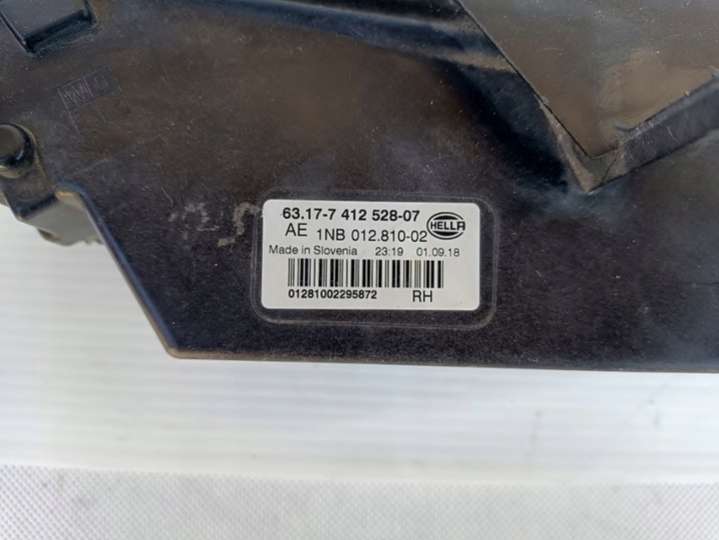 63.17-7 412 528-07
HELLA
AE 1NB 012.810-02
Made in Slovenia 23:19 01.09.18
01281002295872 RH